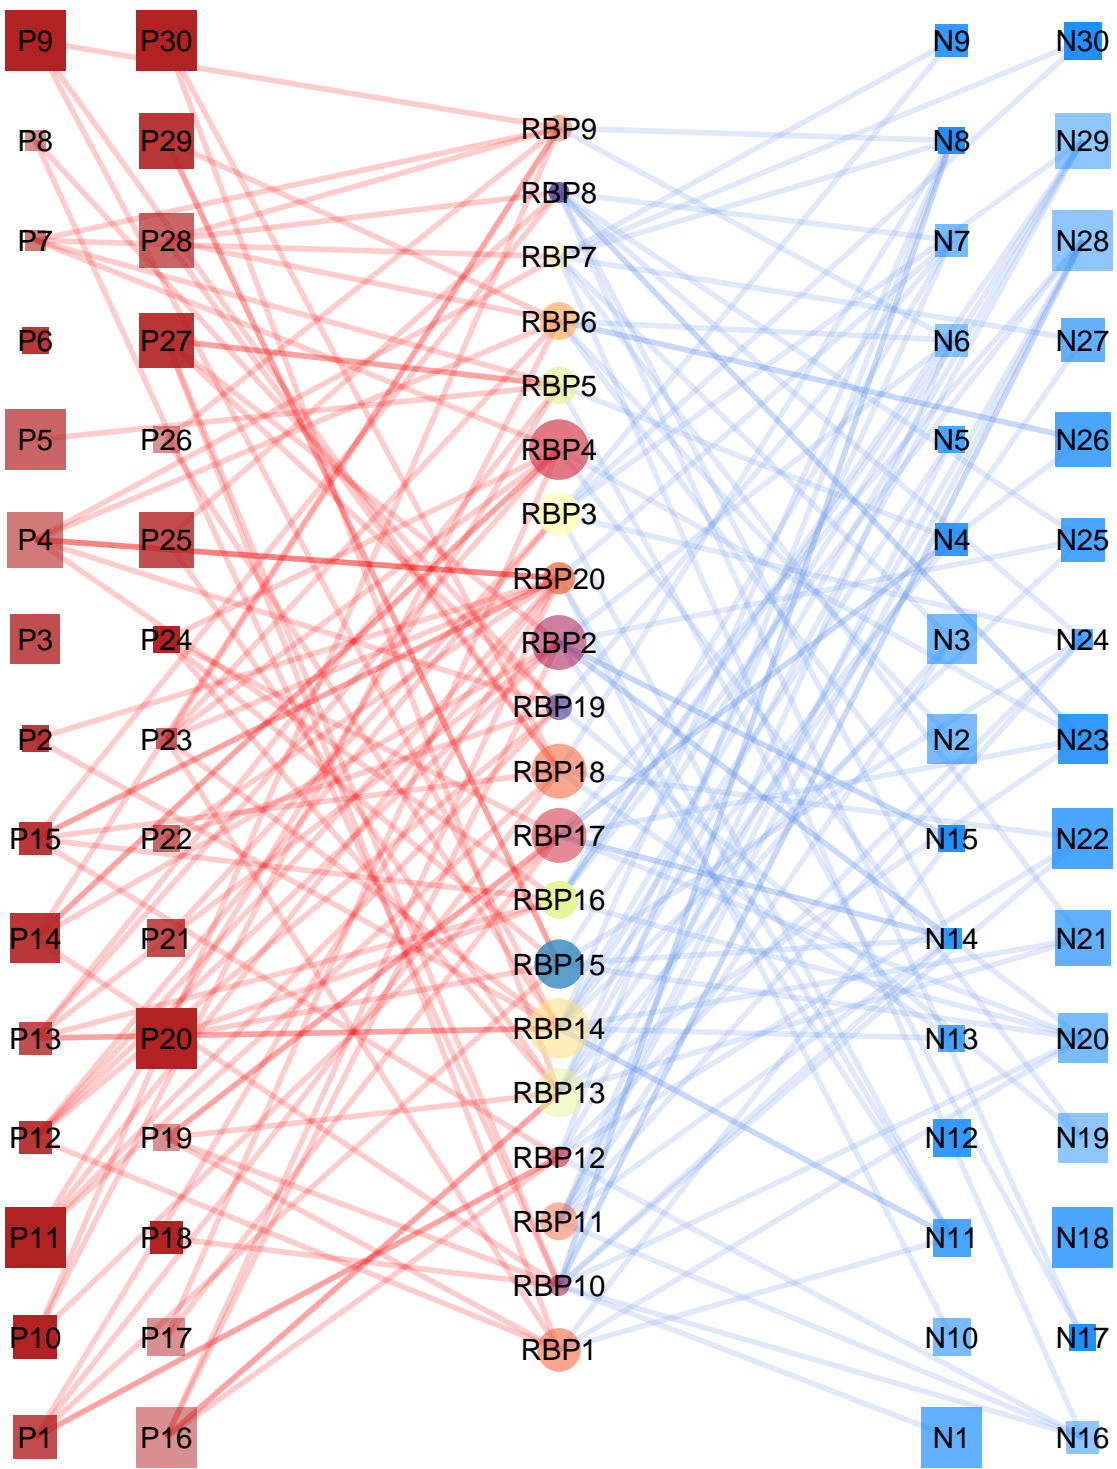 P9 P30 N9 N30
RBP9
P8 P29 N8 N29
RBP8
P7 P28 RBP7 N7 N28
RBP6
P6 P27 N6 N27
RBP5
P5 P26 RBP4 N5 N26
RBP3
P4 P25 N4 N25
RBP20
P3 P24 RBP2 N3 N24
RBP19
P2 P23 N2 N23
RBP18
P15 P22 RBP17 N15 N22
RBP16
P14 P21 N14 N21
RBP15
P13 P20 RBP14 N13 N20
RBP13
P12 P19 N12 N19
RBP12
RBP11
P11 P18 N11 N18
RBP10
P10 P17 RBP1 N10 N17
P1 P16 N1 N16